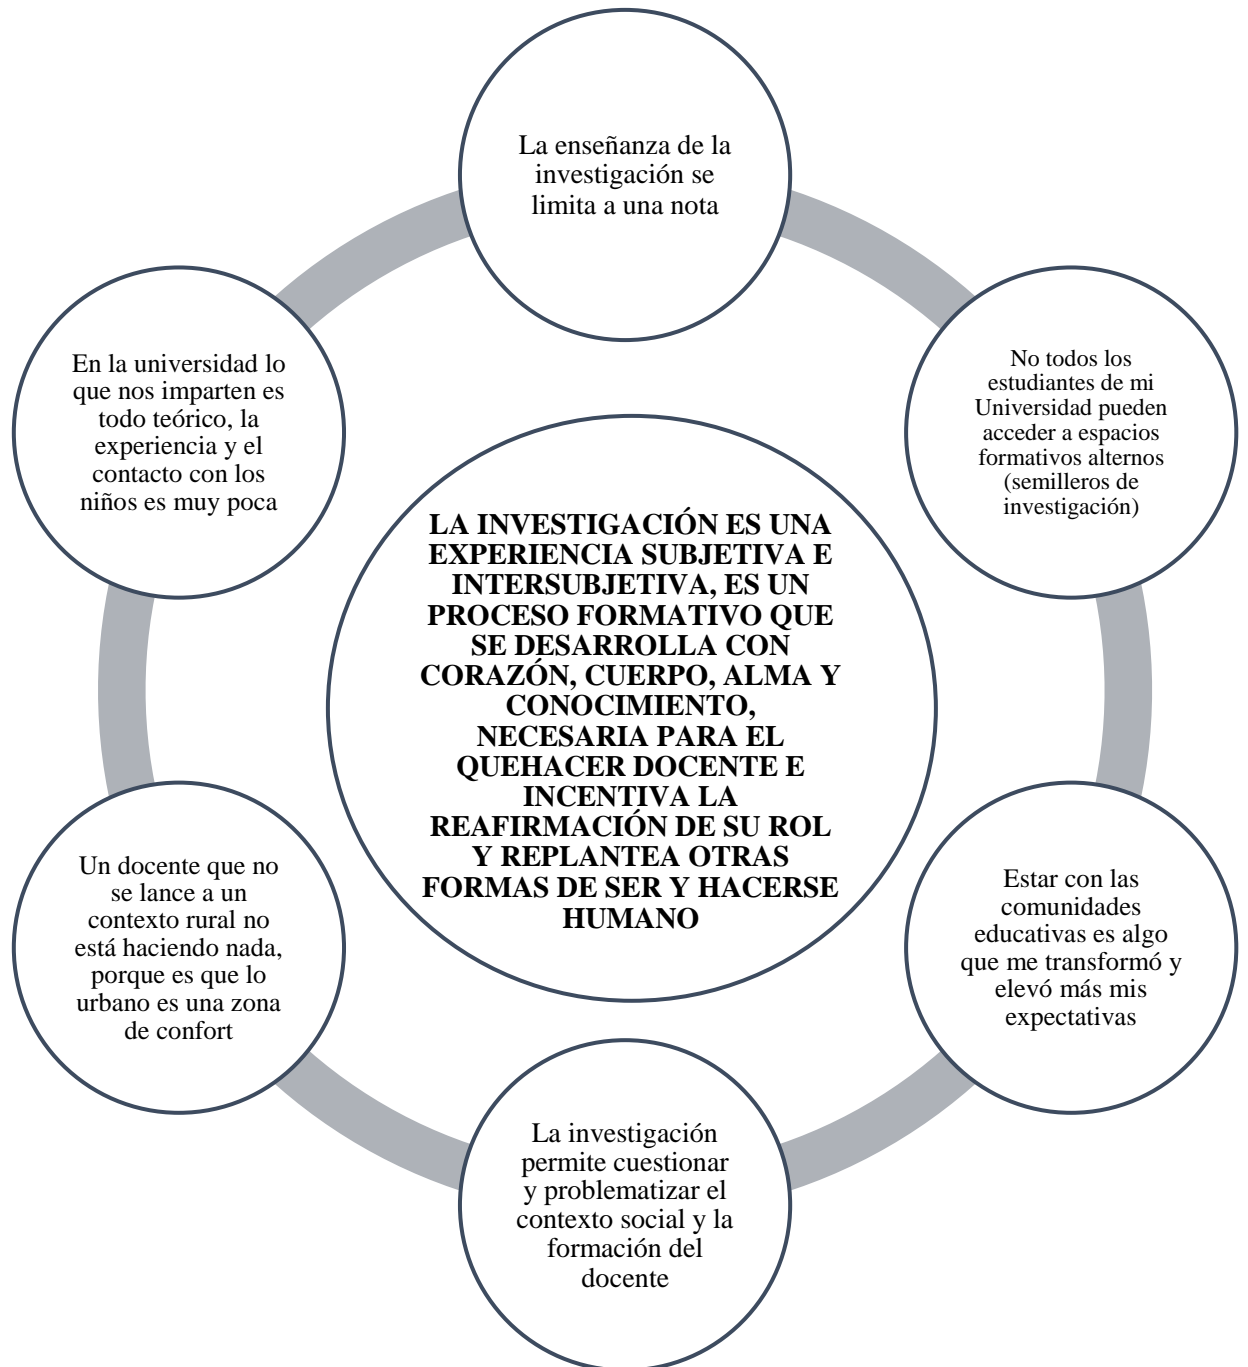 La enseñanza de la
investigación se
limita a una nota
No todos los
estudiantes de mi
Universidad pueden
acceder a espacios
formativos alternos
(semilleros de
investigación)
Estar con las
comunidades
educativas es algo
que me transformó y
elevó más mis
expectativas
La investigación
permite cuestionar
y problematizar el
contexto social y la
formación del
docente
Un docente que no
se lance a un
contexto rural no
está haciendo nada,
porque es que lo
urbano es una zona
de confort
En la universidad lo
que nos imparten es
todo teórico, la
experiencia y el
contacto con los
niños es muy poca
LA INVESTIGACIÓN ES UNA
EXPERIENCIA SUBJETIVA E
INTERSUBJETIVA, ES UN
PROCESO FORMATIVO QUE
SE DESARROLLA CON
CORAZÓN, CUERPO, ALMA Y
CONOCIMIENTO,
NECESARIA PARA EL
QUEHACER DOCENTE E
INCENTIVA LA
REAFIRMACIÓN DE SU ROL
Y REPLANTEA OTRAS
FORMAS DE SER Y HACERSE
HUMANO